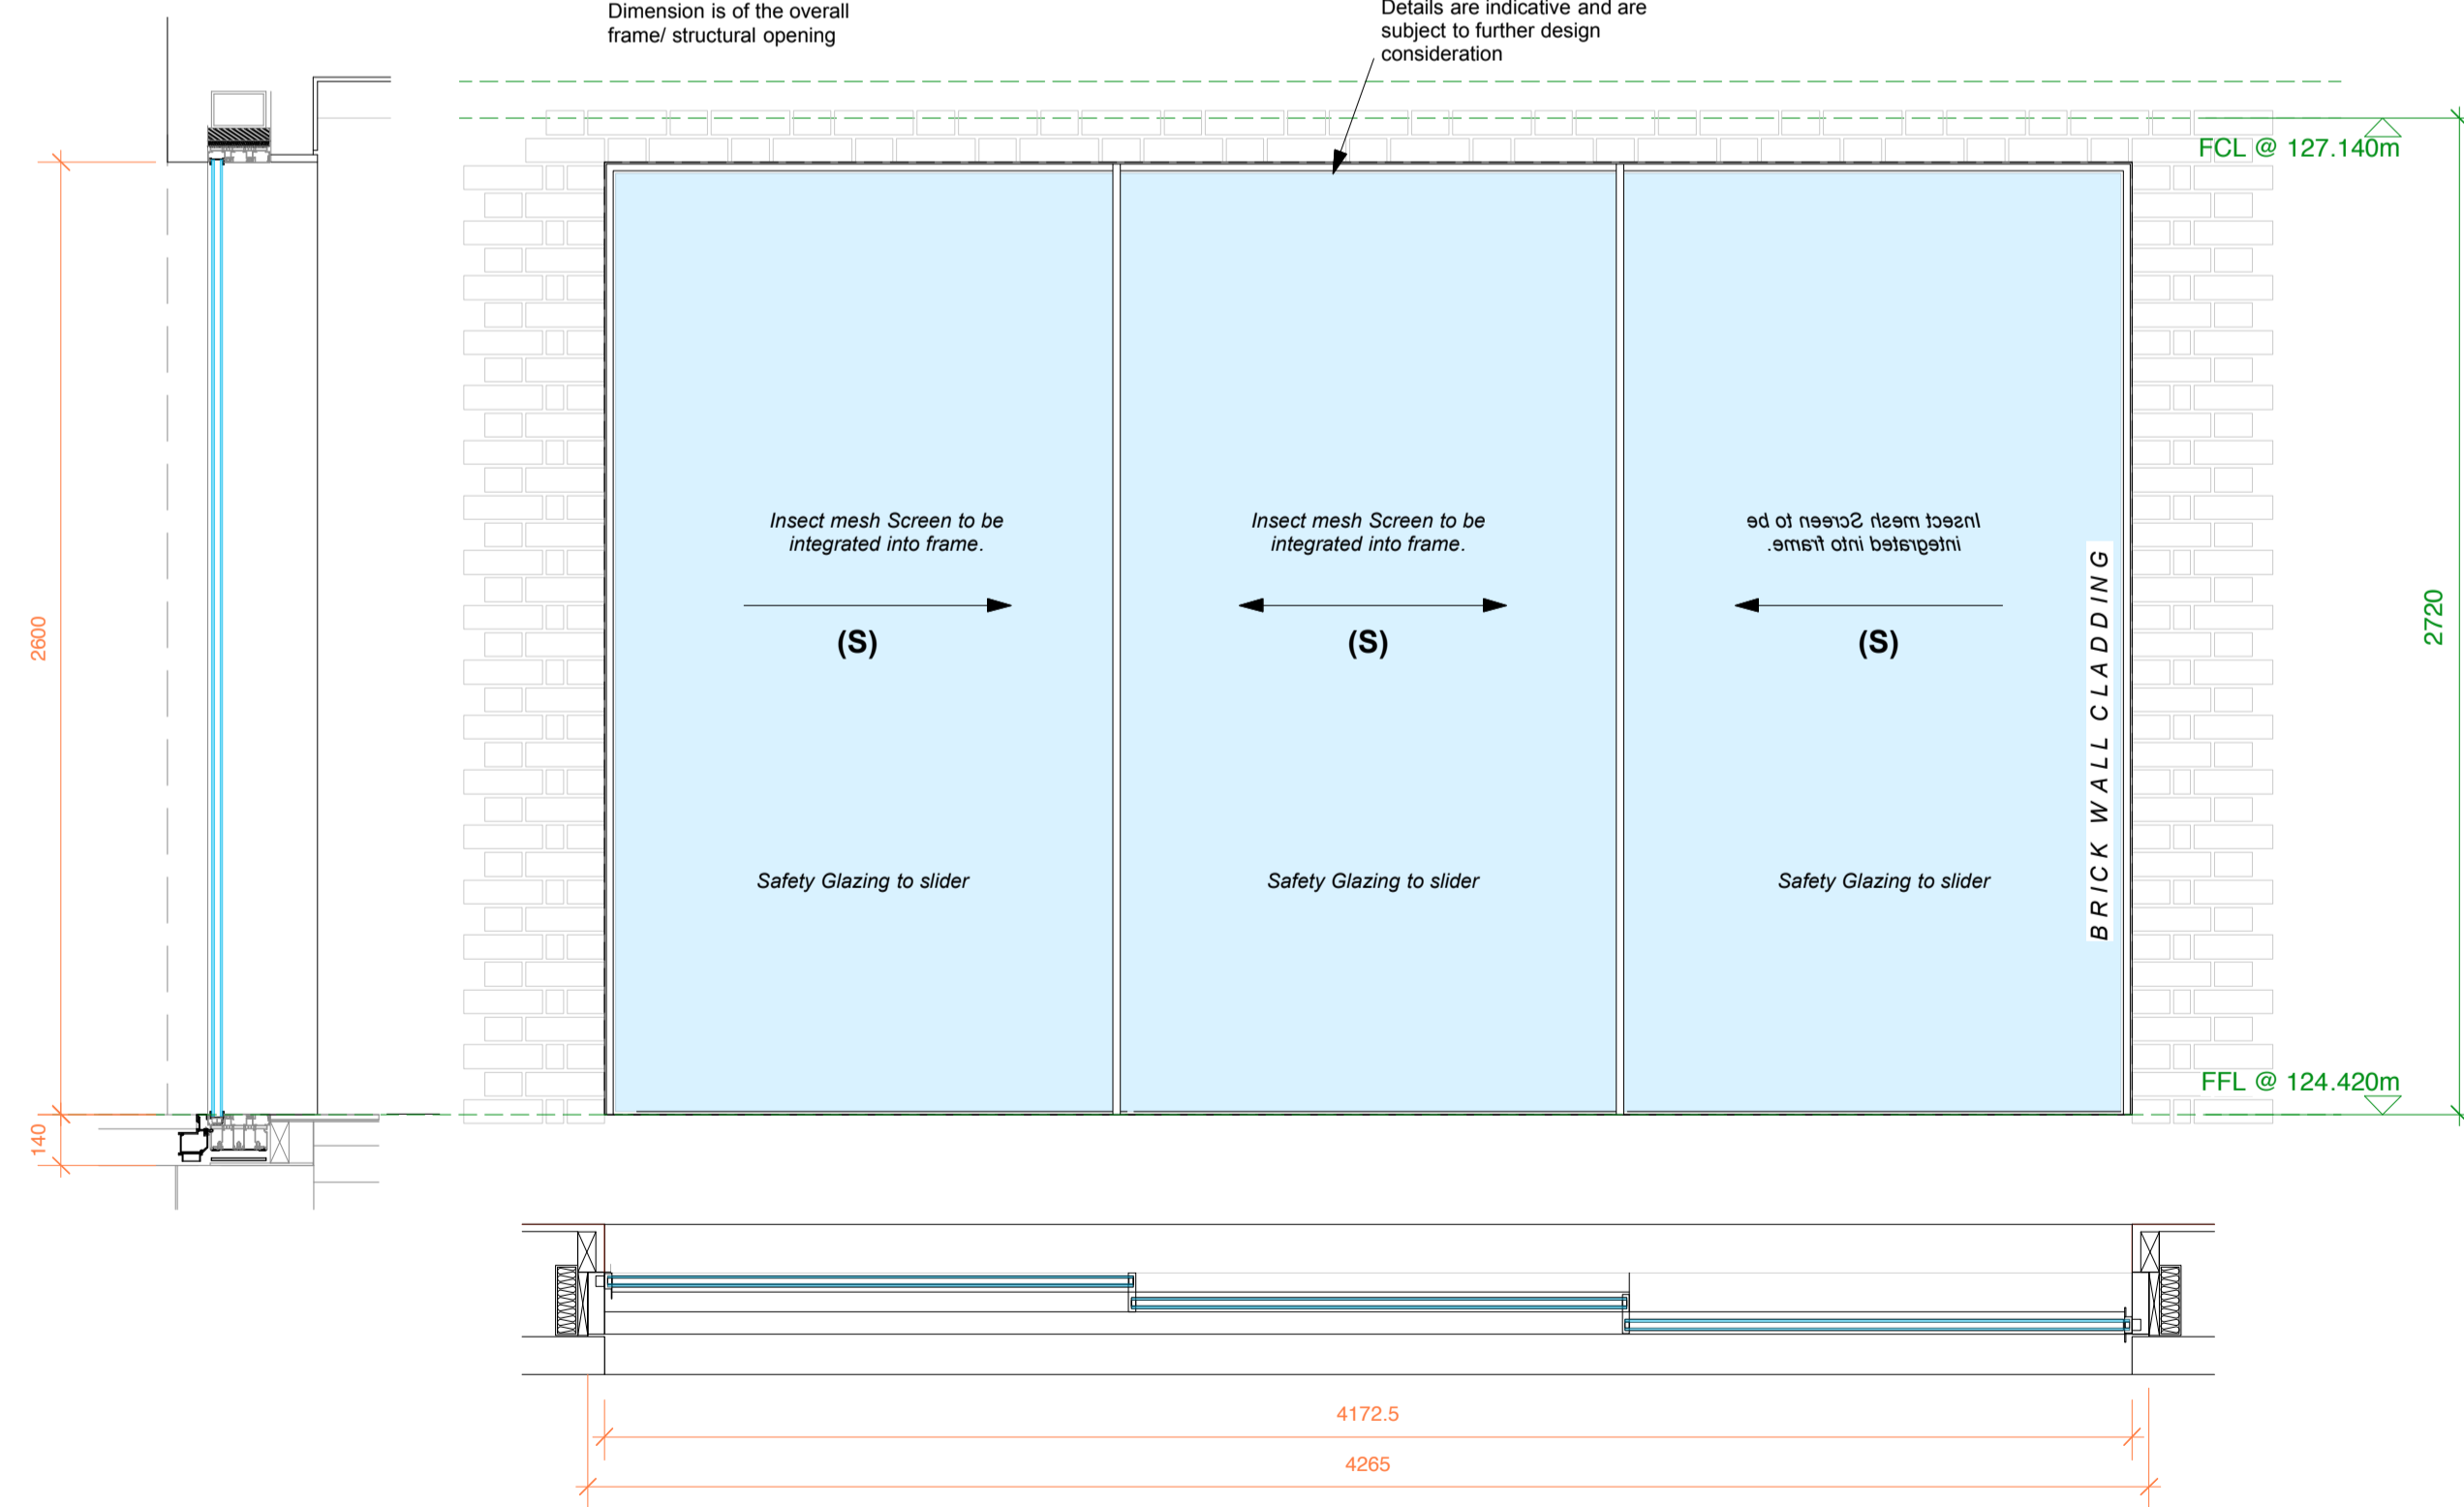 Dimension is of the overall
frame/ structural opening
Details are indicative and are
subject to further design
consideration
FCL @ 127.140m
Insect mesh Screen to be
integrated into frame.
Insect mesh Screen to be
integrated into frame.
Insect mesh Screen to be
integrated into frame.
(S)
(S)
(S)
2600
2720
BRICK WALL CLADDING
Safety Glazing to slider
Safety Glazing to slider
Safety Glazing to slider
FFL @ 124.420m
140
4172.5
4265